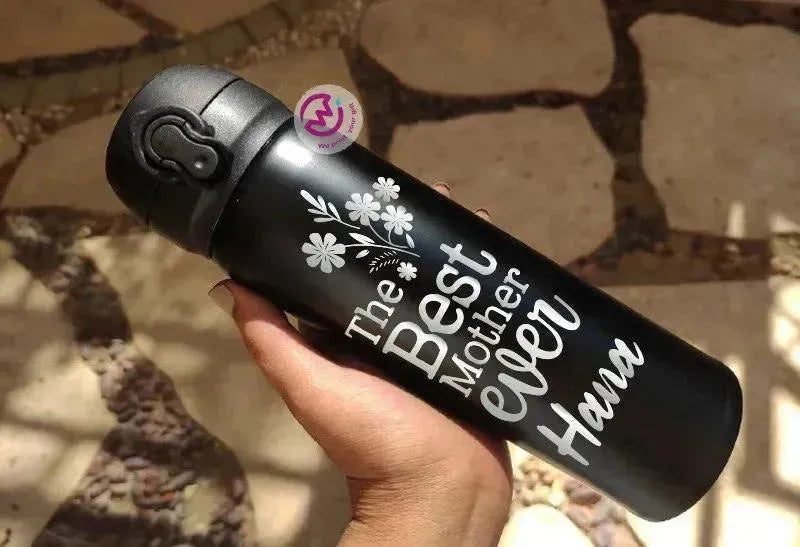 We print your gift
The
Best
Mother
ever
Hana